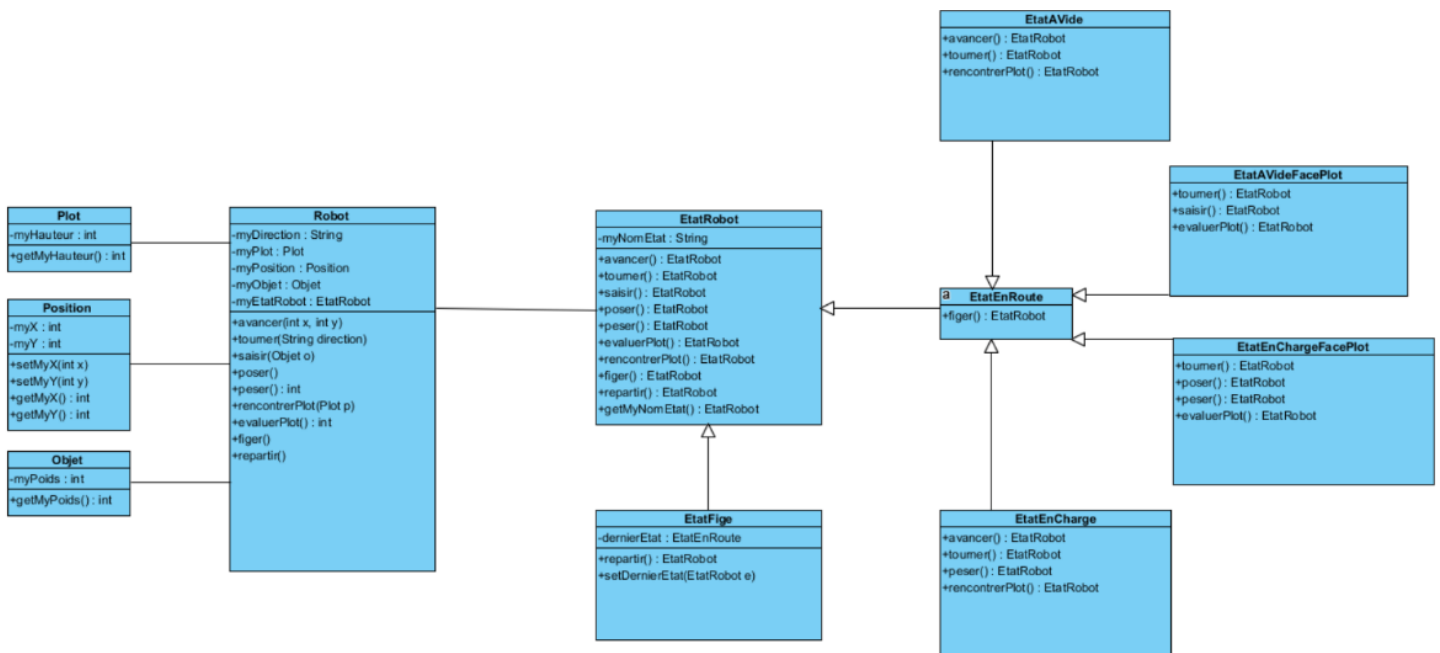 Plot
-myHauteur : int
+getMyHauteur() : int
Position
-myX : int
-myY : int
+setMyX(int x)
+setMyY(int y)
+getMyX() : int
+getMyY() : int
Objet
-myPoids : int
+getMyPoids() : int
Robot
-myDirection : String
-myPlot : Plot
-myPosition : Position
-myObjet : Objet
-myEtatRobot : EtatRobot
+avancer(int x, int y)
+tourner(String direction)
+saisir(Objet o)
+poser()
+peser() : int
+rencontrerPlot(Plot p)
+evaluerPlot() : int
+figer()
+repartir()
EtatRobot
-myNomEtat : String
+avancer() : EtatRobot
+tourner() : EtatRobot
+saisir() : EtatRobot
+poser() : EtatRobot
+peser() : EtatRobot
+evaluerPlot() : EtatRobot
+rencontrerPlot() : EtatRobot
+figer() : EtatRobot
+repartir() : EtatRobot
+getMyNomEtat() : EtatRobot
EtatFige
-dernierEtat : EtatEnRoute
+repartir() : EtatRobot
+setDernierEtat(EtatRobot e)
EtatAVide
+avancer() : EtatRobot
+tourner() : EtatRobot
+rencontrerPlot() : EtatRobot
a
EtatEnRoute
+figer() : EtatRobot
EtatAVideFacePlot
+tourner() : EtatRobot
+saisir() : EtatRobot
+evaluerPlot() : EtatRobot
EtatEnChargeFacePlot
+tourner() : EtatRobot
+poser() : EtatRobot
+peser() : EtatRobot
+evaluerPlot() : EtatRobot
EtatEnCharge
+avancer() : EtatRobot
+tourner() : EtatRobot
+peser() : EtatRobot
+rencontrerPlot() : EtatRobot